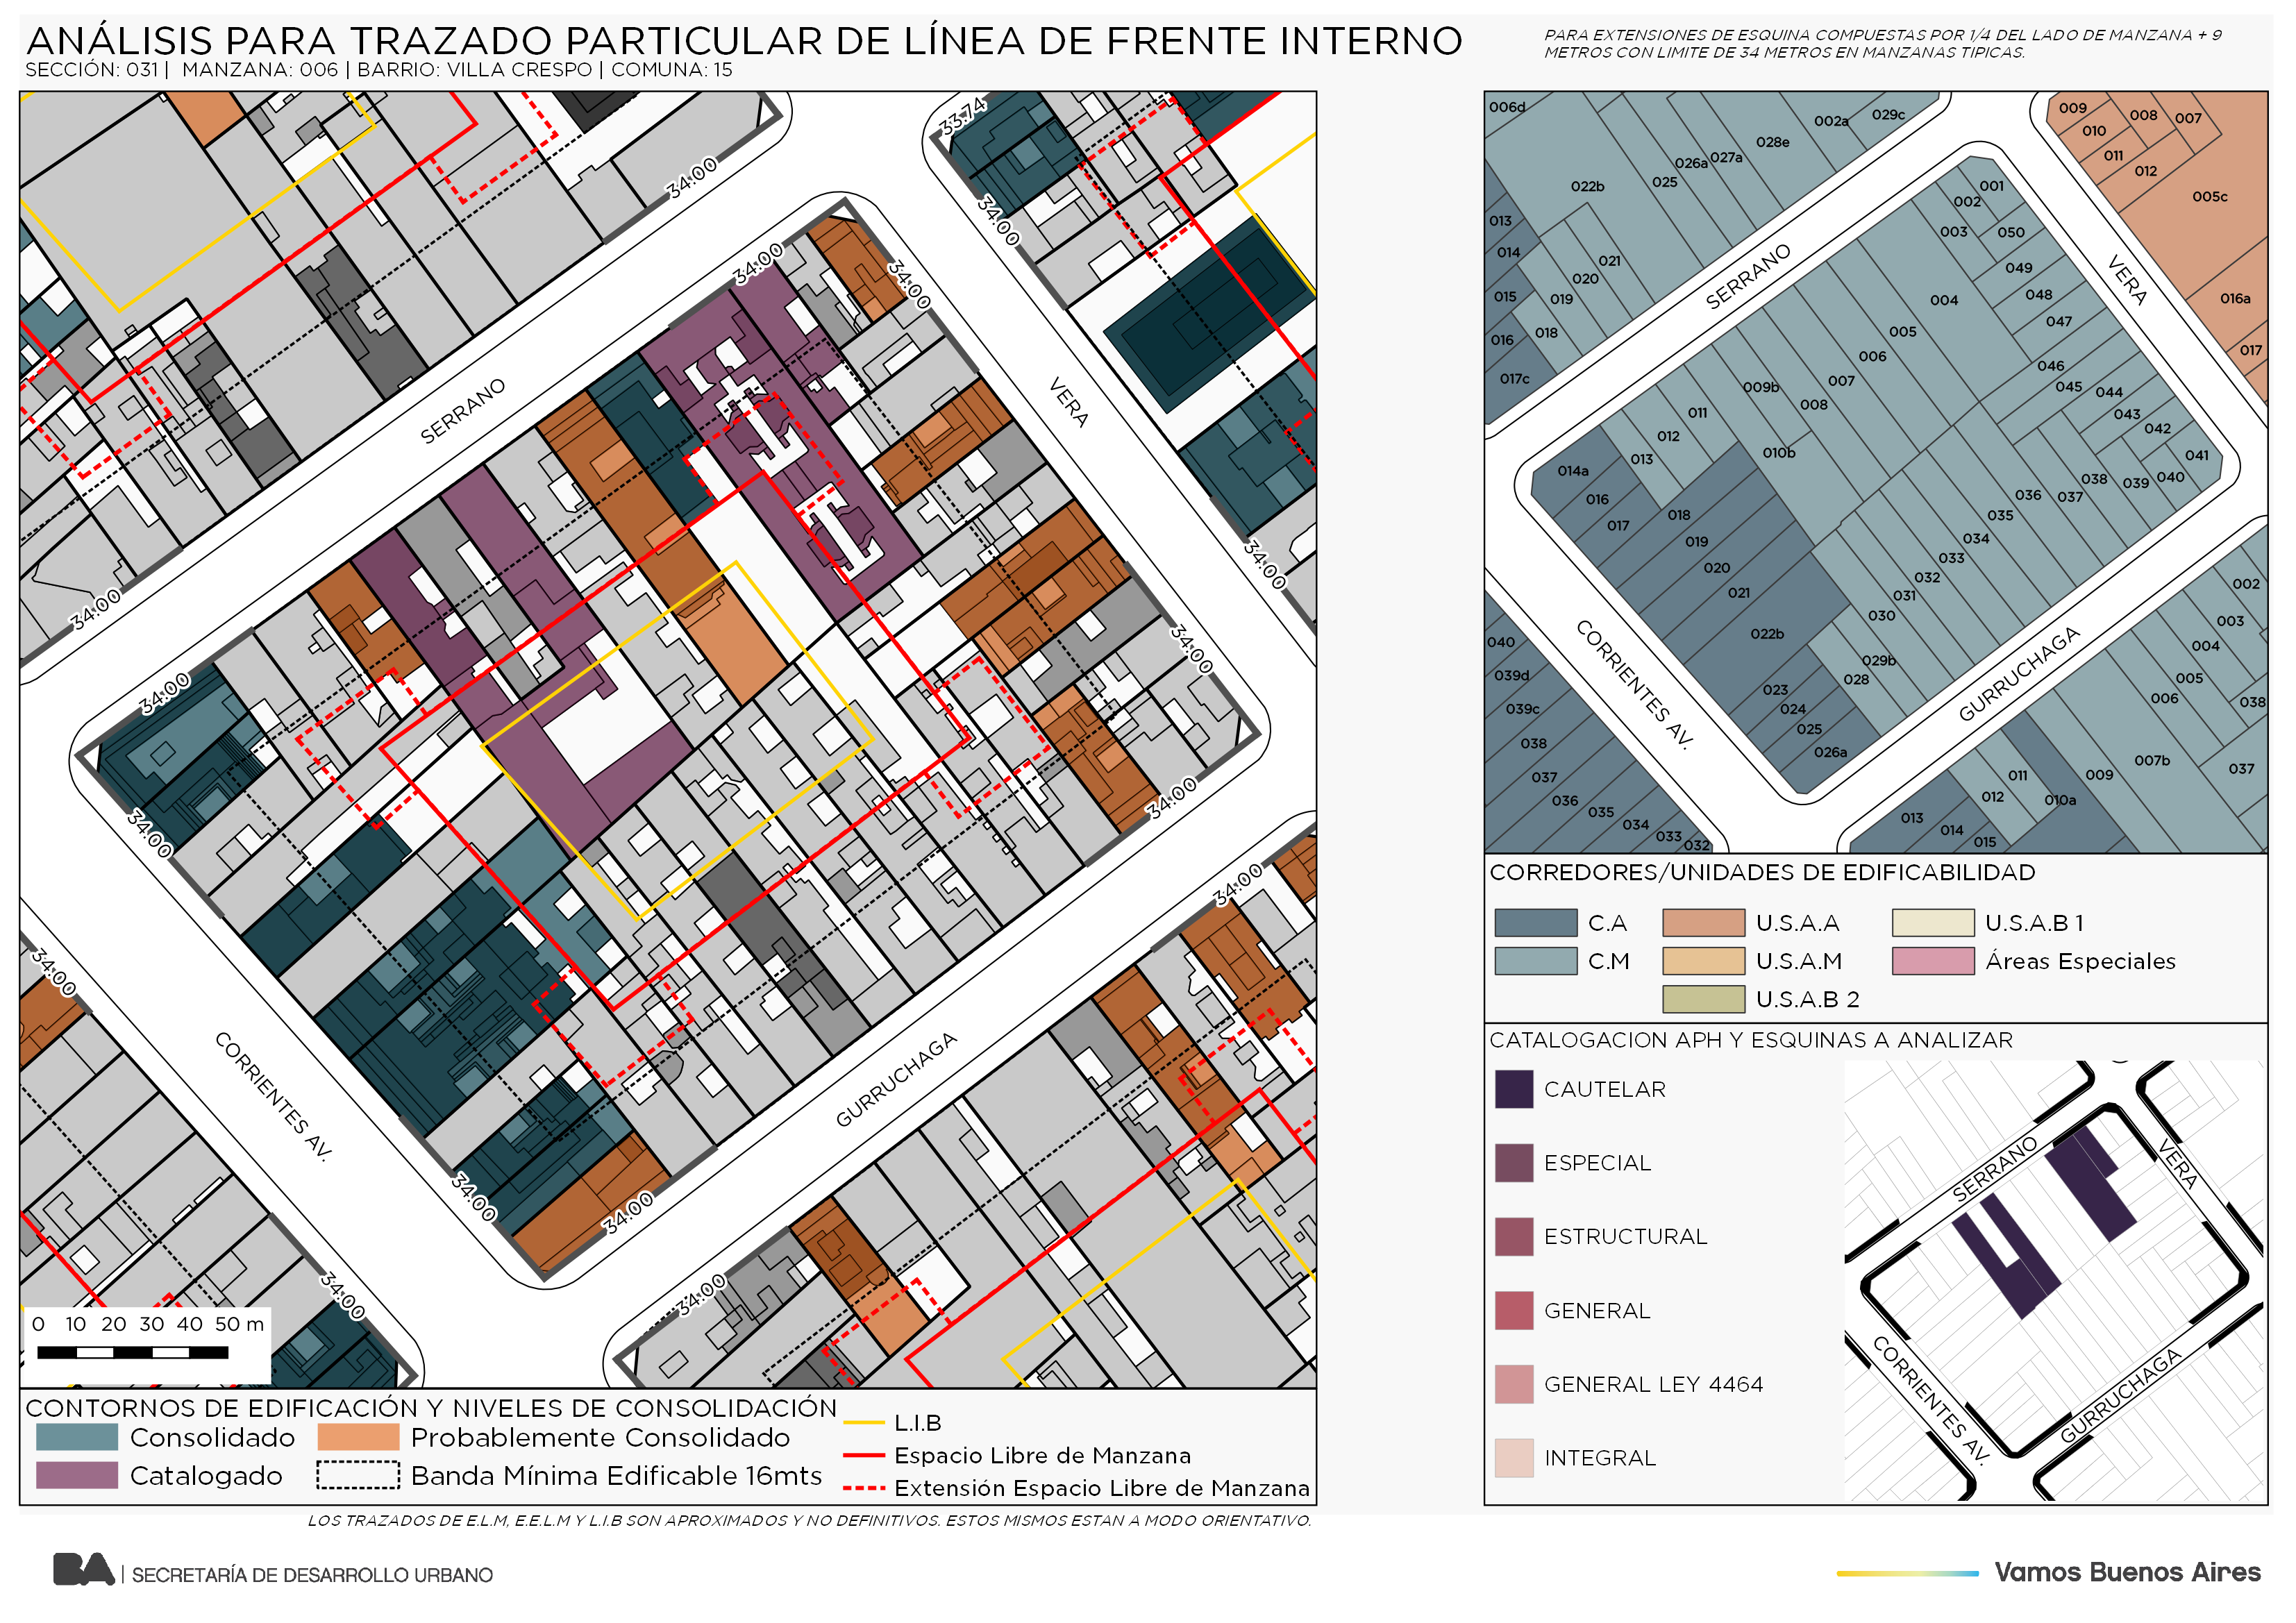 ANÁLISIS PARA TRAZADO PARTICULAR DE LÍNEA DE FRENTE INTERNO
SECCIÓN: 031 | MANZANA: 006 | BARRIO: VILLA CRESPO | COMUNA: 15
PARA EXTENSIONES DE ESQUINA COMPUESTAS POR 1/4 DEL LADO DE MANZANA + 9
METROS CON LIMITE DE 34 METROS EN MANZANAS TIPICAS.
33.74
34.00
34.00
34.00
34.00
SERRANO
VERA
34.00
34.00
34.00
34.00
34.00
34.00
34.00
34.00
34.00
CORRIENTES AV.
GURRUCHAGA
34.00
34.00
34.00
34.00
0 10 20 30 40 50 m
CONTORNOS DE EDIFICACIÓN Y NIVELES DE CONSOLIDACIÓN
Consolidado
Probablemente Consolidado
Catalogado
Banda Mínima Edificable 16mts
L.I.B
Espacio Libre de Manzana
Extensión Espacio Libre de Manzana
LOS TRAZADOS DE E.L.M, E.E.L.M Y L.I.B SON APROXIMADOS Y NO DEFINITIVOS. ESTOS MISMOS ESTAN A MODO ORIENTATIVO.
006d
002a
029c
028e
027a
026a
025
022b
021
020
019
018
013
014
015
016
017c
009
008
007
010
011
012
005c
016a
017
SERRANO
VERA
001
002
003
050
049
048
047
046
045
044
043
042
041
040
039
038
037
036
035
034
033
032
031
030
029b
028
004
005
006
007
008
009b
010b
011
012
013
014a
016
017
018
019
020
021
022b
023
024
025
026a
CORRIENTES AV.
GURRUCHAGA
040
039d
039c
038
037
036
035
034
033
032
002
003
004
005
006
038
007b
037
009
010a
011
012
013
014
015
CORREDORES/UNIDADES DE EDIFICABILIDAD
C.A
U.S.A.A
U.S.A.B 1
C.M
U.S.A.M
Áreas Especiales
U.S.A.B 2
CATALOGACION APH Y ESQUINAS A ANALIZAR
CAUTELAR
ESPECIAL
ESTRUCTURAL
GENERAL
GENERAL LEY 4464
INTEGRAL
SERRANO
VERA
CORRIENTES AV.
GURRUCHAGA
BA | SECRETARÍA DE DESARROLLO URBANO
Vamos Buenos Aires